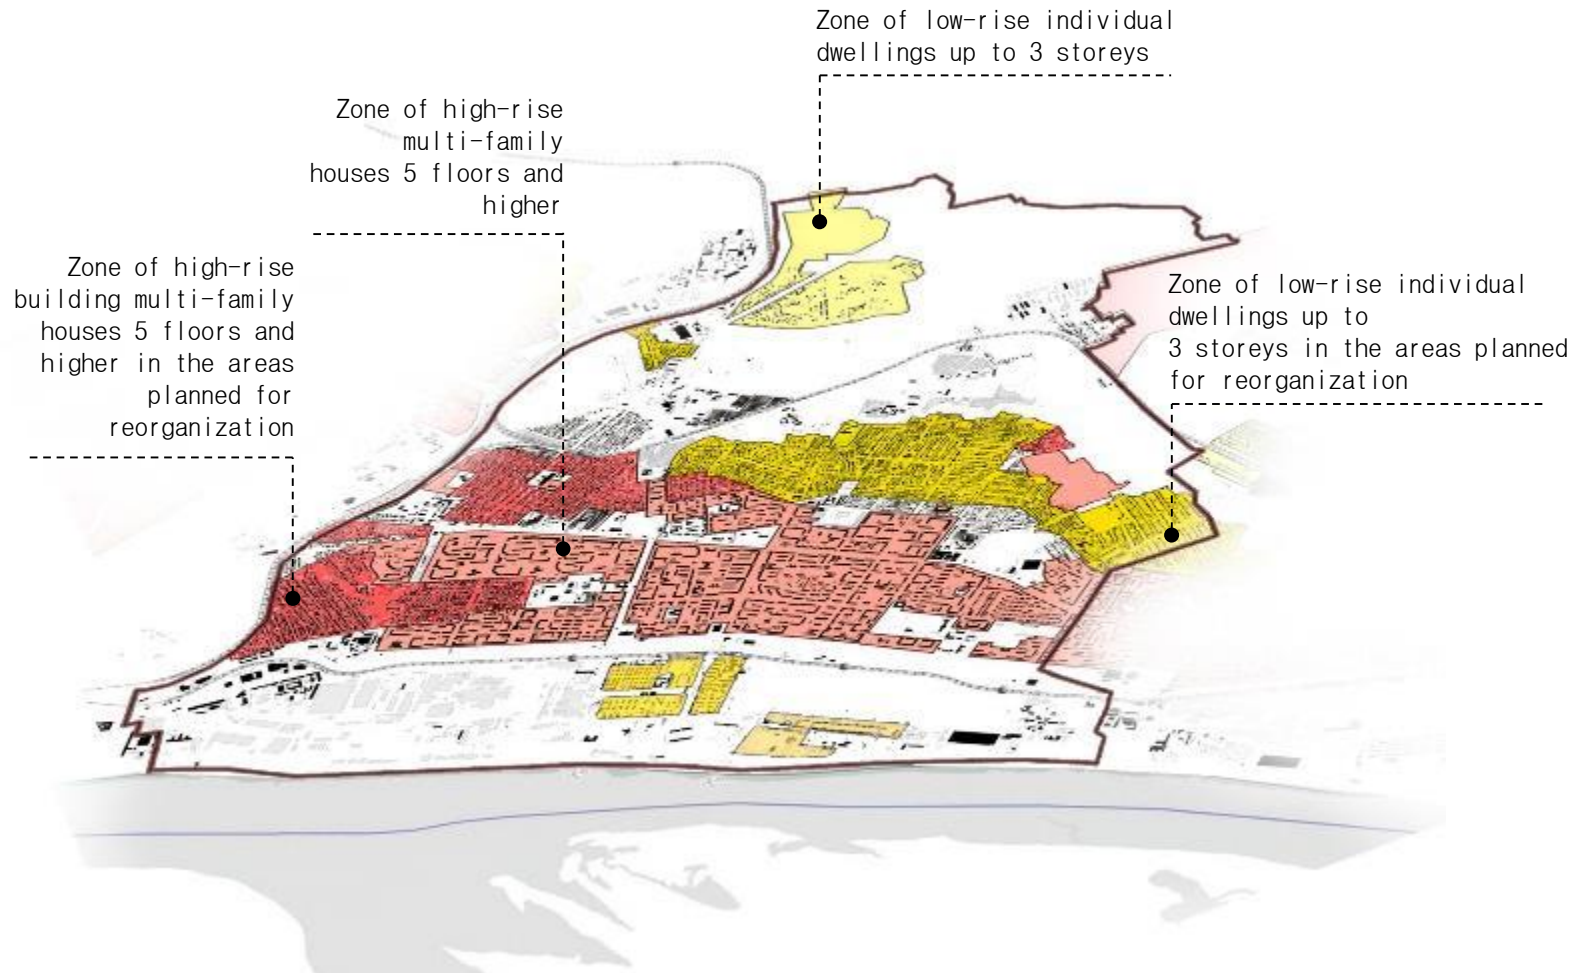 Zone of low-rise individual
dwellings up to 3 storeys
Zone of high-rise
multi-family
houses 5 floors and
higher
Zone of high-rise
building multi-family
houses 5 floors and
higher in the areas
planned for
reorganization
Zone of low-rise individual
dwellings up to
3 storeys in the areas planned
for reorganization